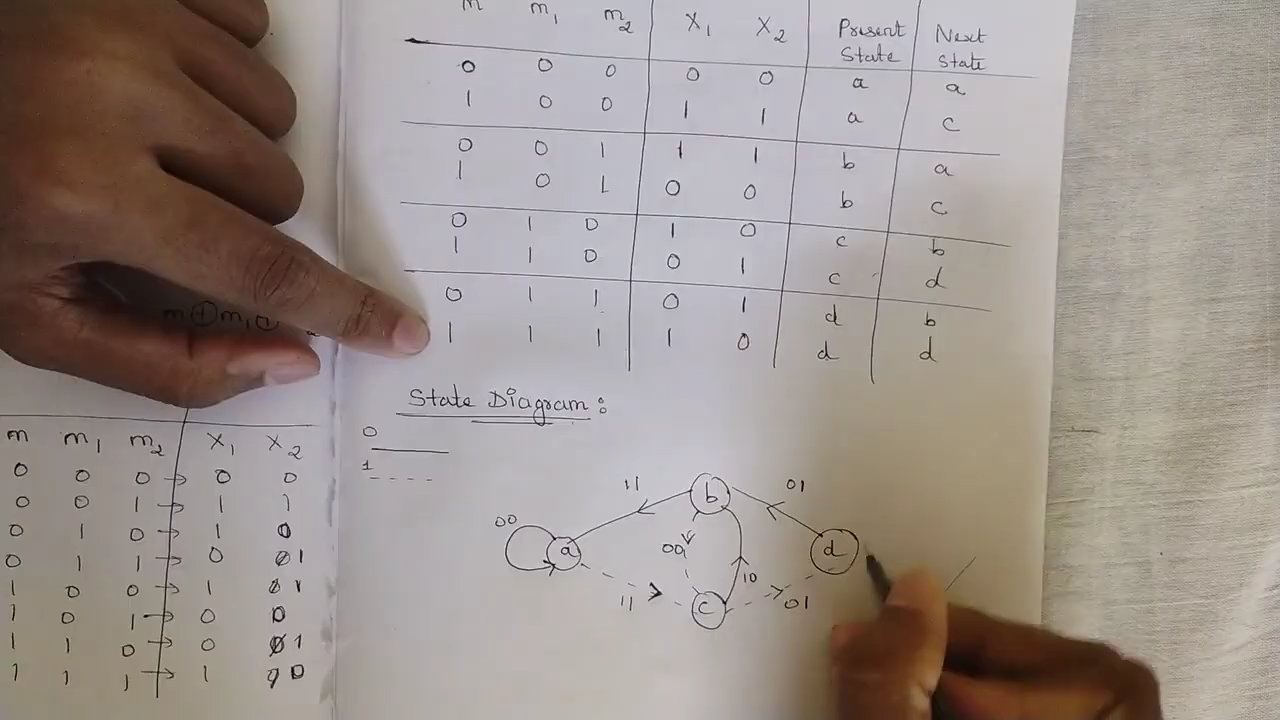 m m₁ m₂ X₁ X₂ Present State Next State
0 0 0 0 0 a a
1 0 0 1 1 a c
0 0 1 1 1 b a
1 0 1 0 0 b c
0 1 0 1 0 c b
1 1 0 0 1 c d
0 1 1 0 1 d b
1 1 1 1 0 d d
m⊕m₁⊕
State Diagram:
0
1
m m₁ m₂ X₁ X₂
0 0 0 → 0 0
0 0 1 → 1 1
0 1 0 → 1 0
0 1 1 → 0 1
1 0 0 → 1 1
1 0 1 → 0 0
1 1 0 → 0 1
1 1 1 → 1 0
11 b 01
00 a 00 d
11 c 10 01